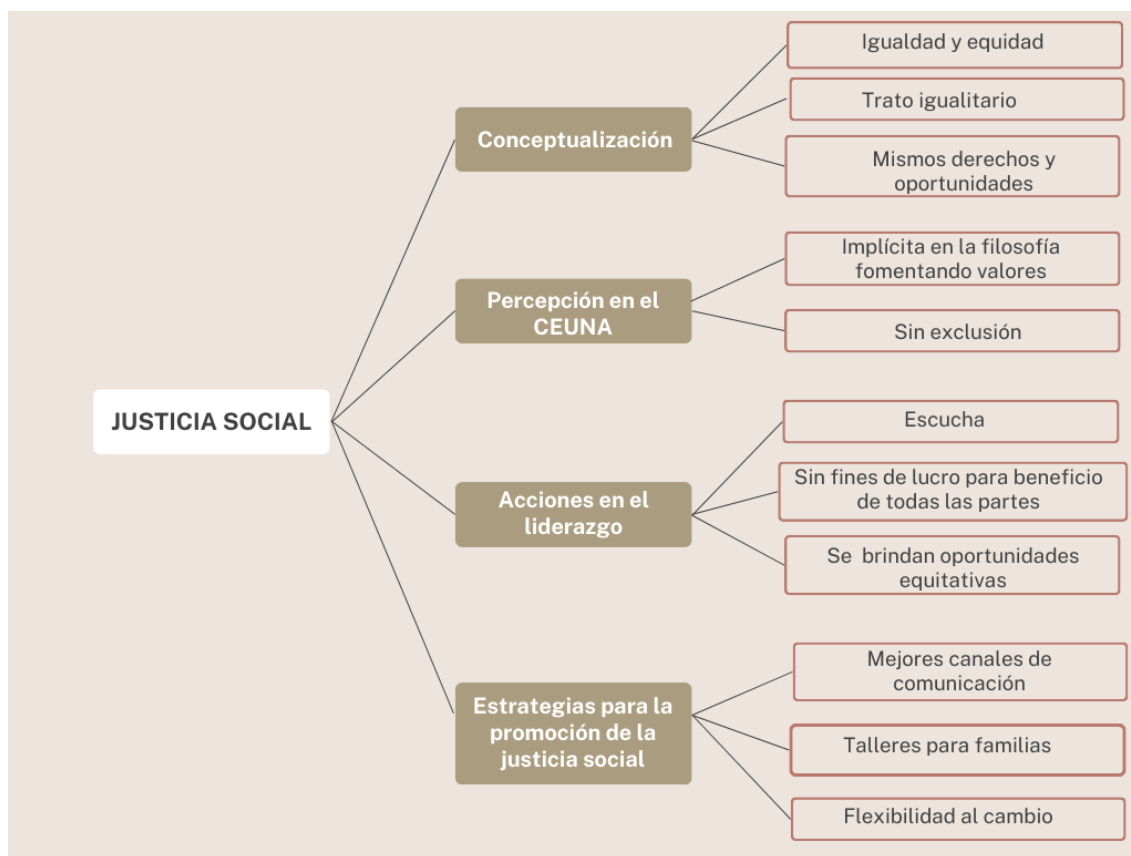 JUSTICIA SOCIAL
Conceptualización
Igualdad y equidad
Trato igualitario
Mismos derechos y
oportunidades
Percepción en el
CEUNA
Implícita en la filosofía
fomentando valores
Sin exclusión
Acciones en el
liderazgo
Escucha
Sin fines de lucro para beneficio
de todas las partes
Se brindan oportunidades
equitativas
Estrategias para la
promoción de la
justicia social
Mejores canales de
comunicación
Talleres para familias
Flexibilidad al cambio